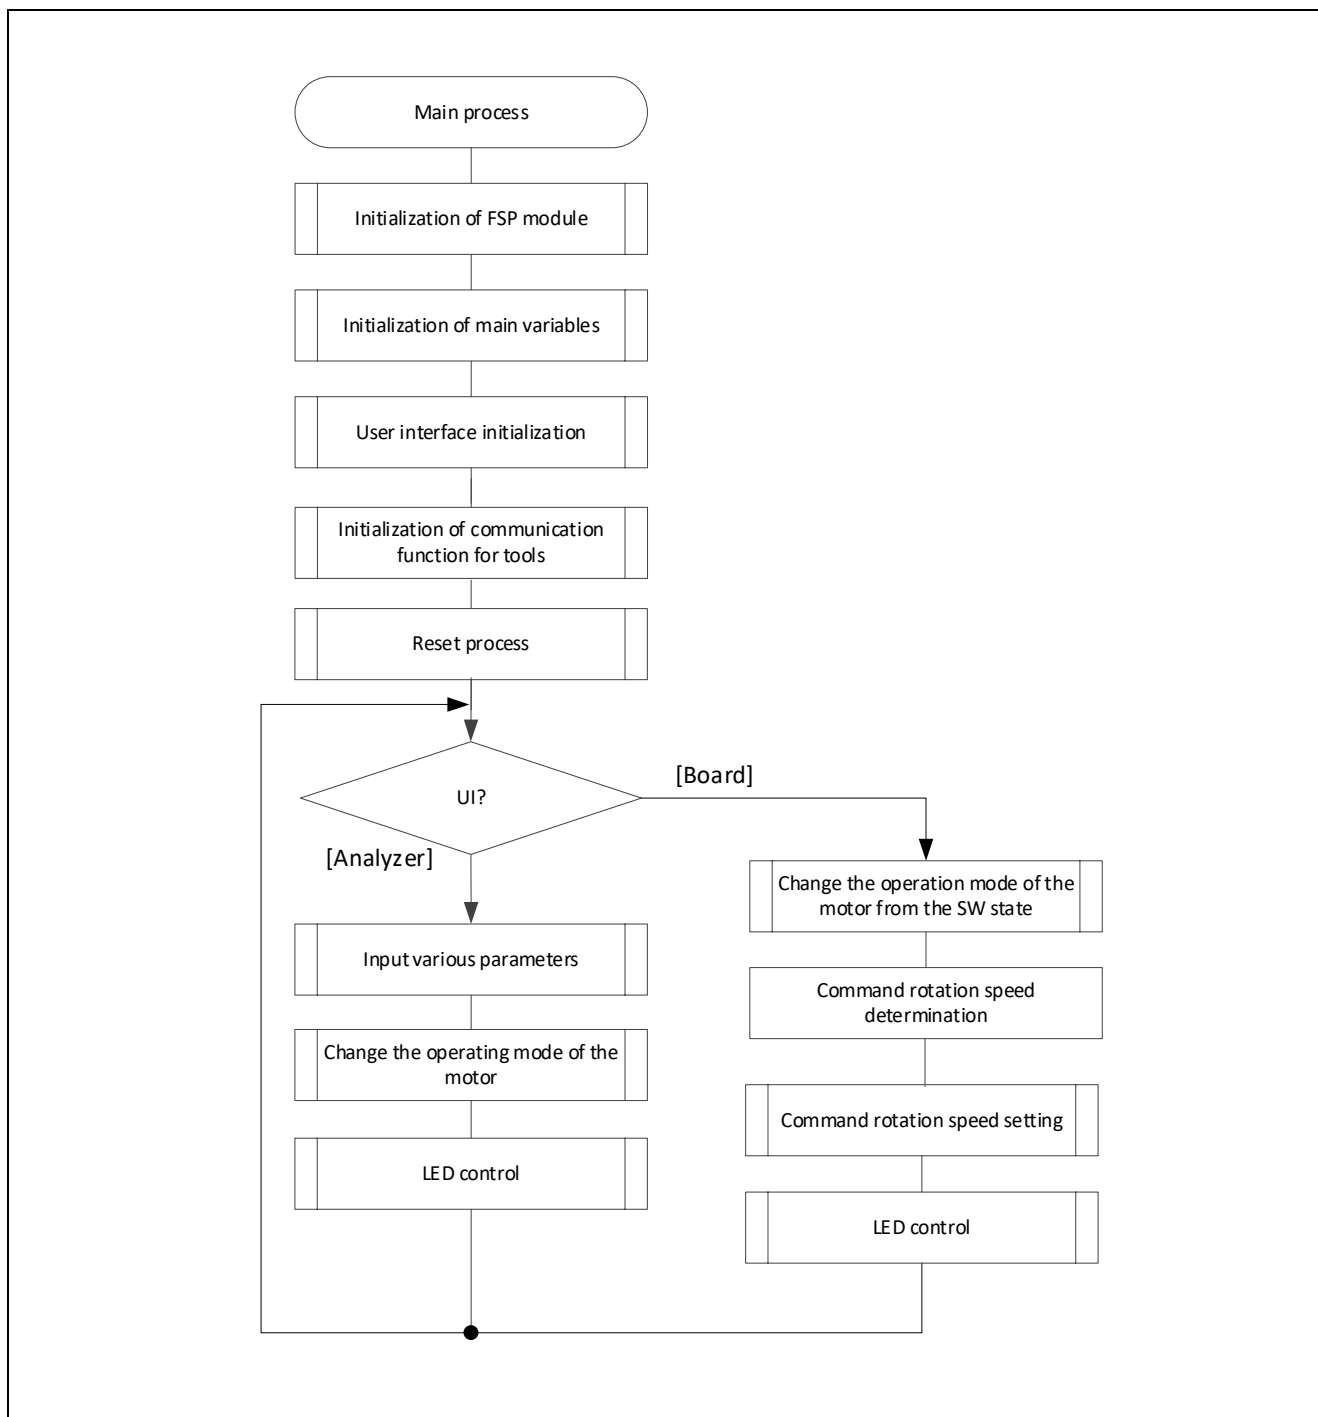 Main process
Initialization of FSP module
Initialization of main variables
User interface initialization
Initialization of communication
function for tools
Reset process
UI?
[Board]
[Analyzer]
Input various parameters
Change the operating mode of the
motor
LED control
Change the operation mode of the
motor from the SW state
Command rotation speed
determination
Command rotation speed setting
LED control